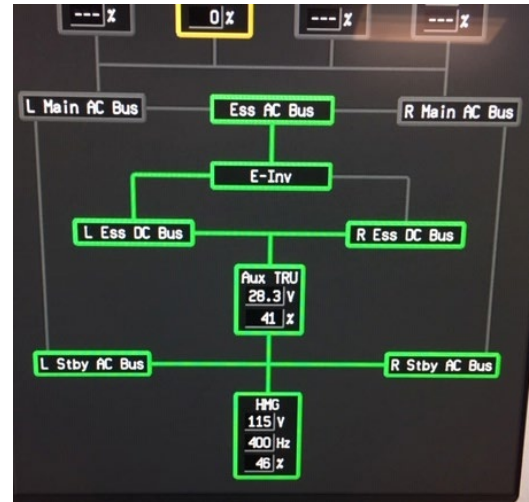 ---%
0%
---%
---%
L Main AC Bus
Ess AC Bus
R Main AC Bus
E-Inv
L Ess DC Bus
R Ess DC Bus
Aux TRU
28.3 V
41 %
L Stby AC Bus
R Stby AC Bus
HMG
115 V
400 Hz
46 %